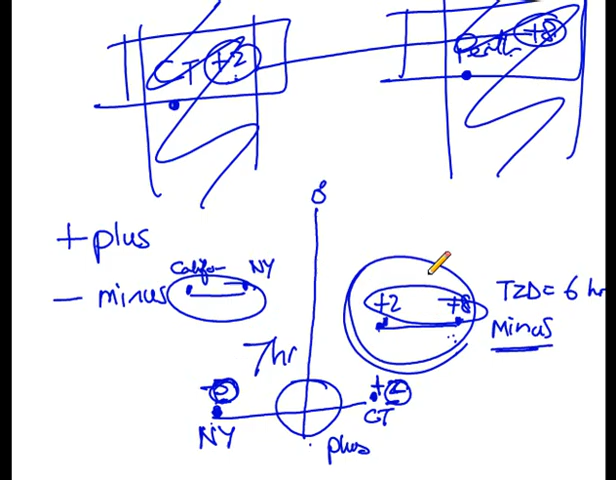 CT +2
Perth +8
0
+ plus
Califor NY
- minus
+2 +8
TZD = 6 hr
Minus
7hr
-5
+2
NY
CT
plus